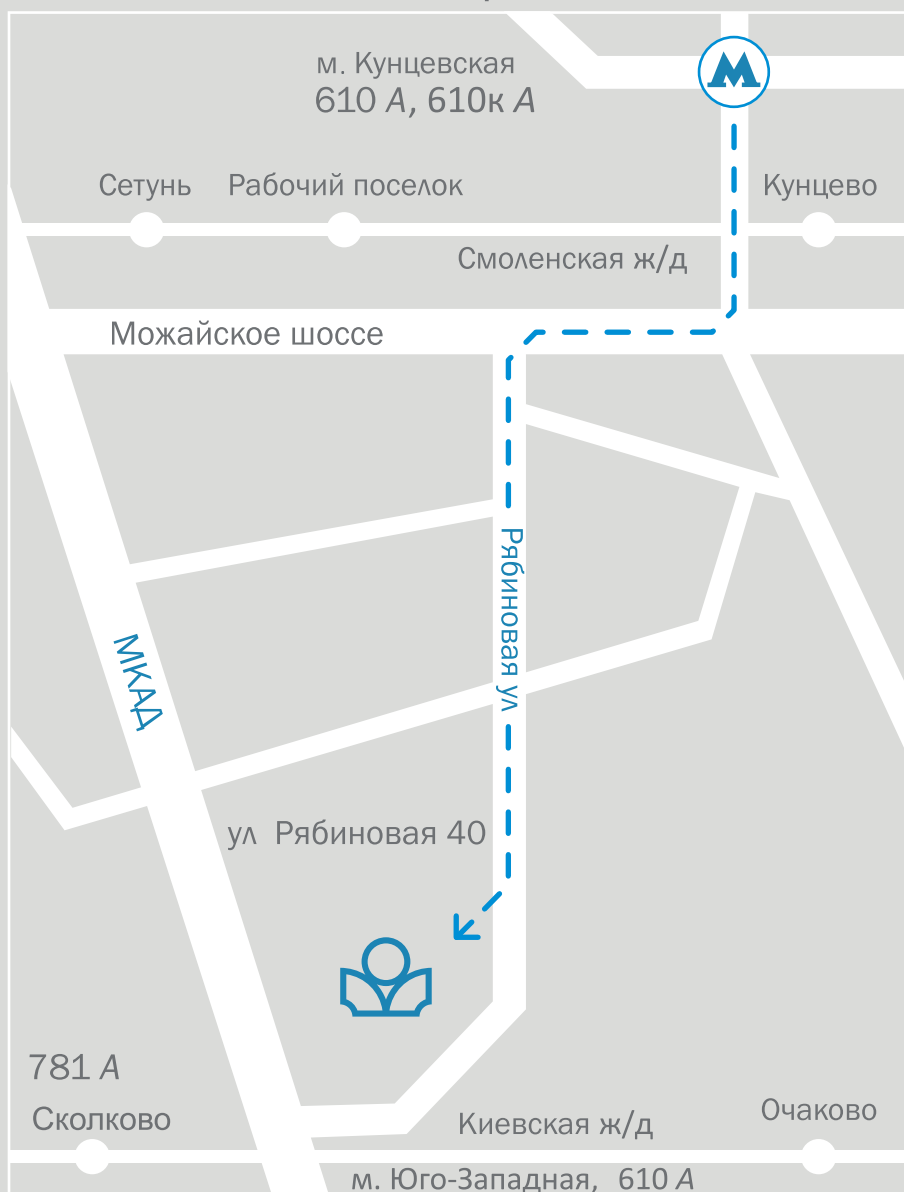 м. Кунцевская
610 А, 610к А
М
Сетунь
Рабочий поселок
Кунцево
Смоленская ж/д
Можайское шоссе
Рябиновая ул
МКАД
ул Рябиновая 40
781 А
Сколково
Киевская ж/д
Очаково
м. Юго-Западная, 610 А